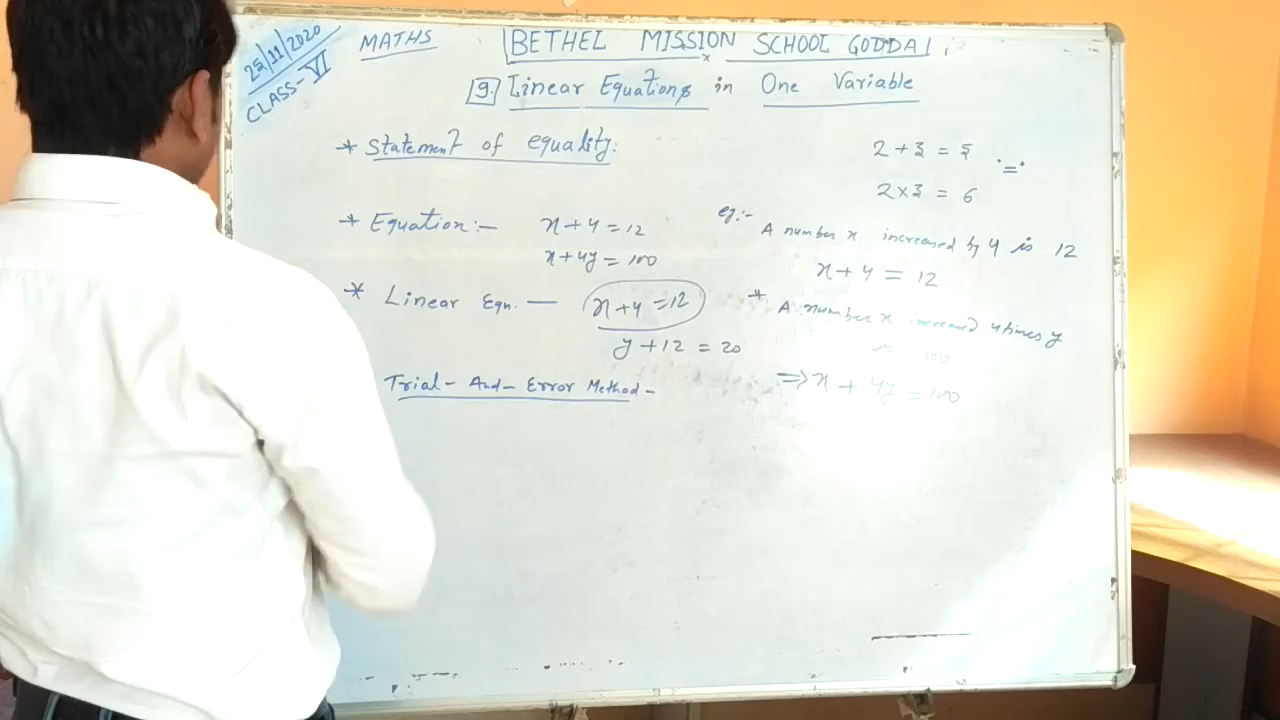 25/11/2020
CLASS-VI
MATHS
BETHEL MISSION SCHOOL GODDA
9. Linear Equations in One Variable
* Statement of equality:
2 + 3 = 5
2 × 3 = 6
"="
* Equation :- x + 4 = 12
x + 4y = 100
eg:-
A number x increased by 4 is 12
x + 4 = 12
* Linear Eqn. — x + 4 = 12
y + 12 = 20
* A number x increased 4 times y
is 100
⇒ x + 4y = 100
Trial-And-Error Method-